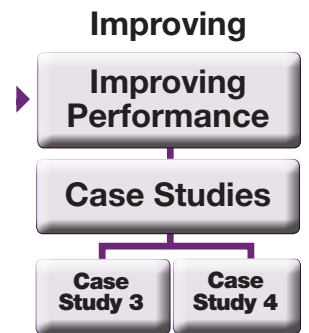 Improving
Improving
Performance
Case Studies
Case
Study 3
Case
Study 4